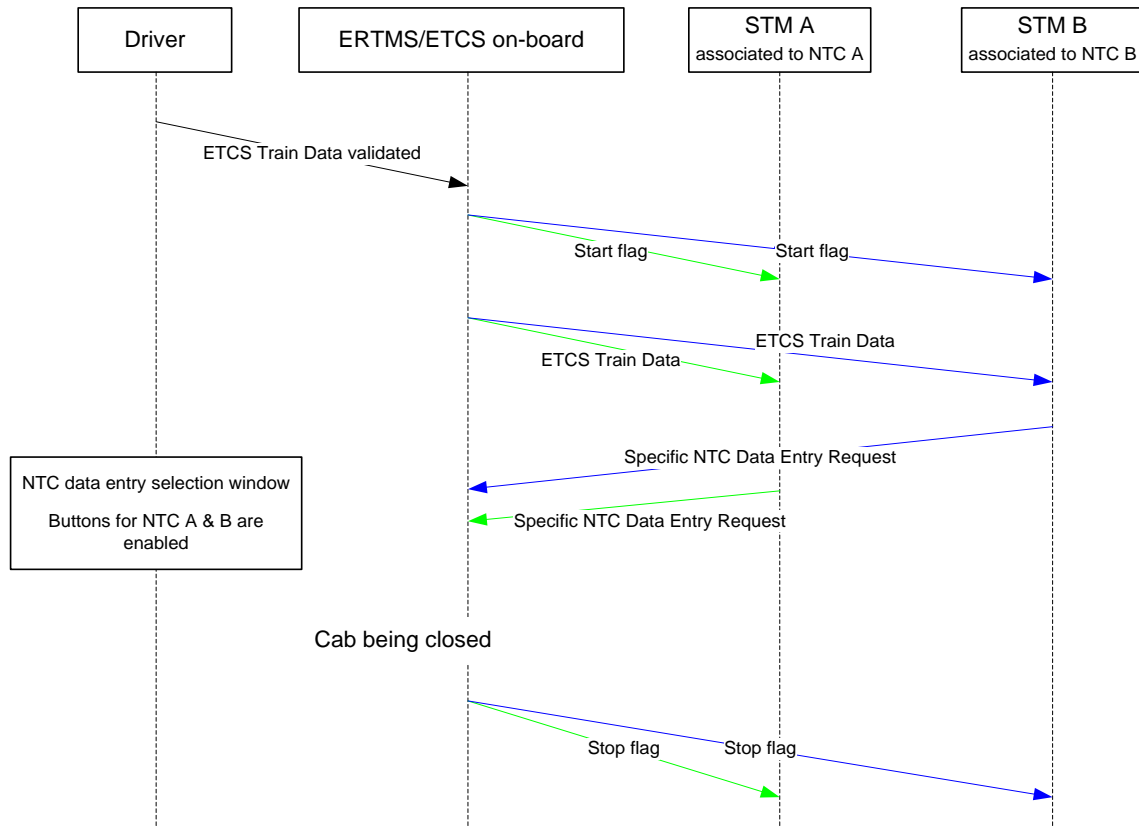 Driver
ERTMS/ETCS on-board
STM A
associated to NTC A
STM B
associated to NTC B
ETCS Train Data validated
Start flag
Start flag
ETCS Train Data
ETCS Train Data
Specific NTC Data Entry Request
Specific NTC Data Entry Request
NTC data entry selection window
Buttons for NTC A & B are
enabled
Cab being closed
Stop flag
Stop flag